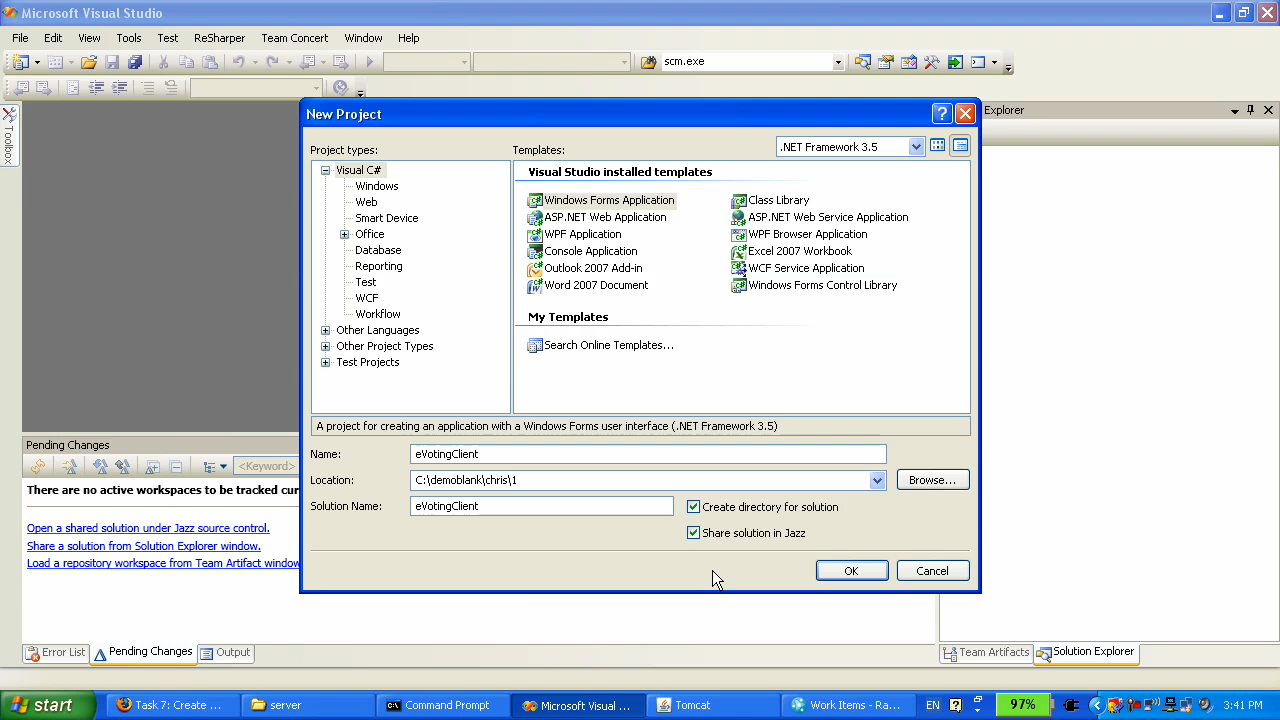 Microsoft Visual Studio
File Edit View Tools Test ReSharper Team Concert Window Help
scm.exe
Toolbox
New Project
Explorer
Project types:
Templates:
.NET Framework 3.5
Visual C#
Windows
Web
Smart Device
Office
Database
Reporting
Test
WCF
Workflow
Other Languages
Other Project Types
Test Projects
Visual Studio installed templates
Windows Forms Application
Class Library
ASP.NET Web Application
ASP.NET Web Service Application
WPF Application
WPF Browser Application
Console Application
Excel 2007 Workbook
Outlook 2007 Add-in
WCF Service Application
Word 2007 Document
Windows Forms Control Library
My Templates
Search Online Templates...
A project for creating an application with a Windows Forms user interface (.NET Framework 3.5)
Name: eVotingClient
Location: C:\demoblank\chris\1
Browse...
Solution Name: eVotingClient
Create directory for solution
Share solution in Jazz
OK
Cancel
Pending Changes
<Keyword>
There are no active workspaces to be tracked cur
Open a shared solution under Jazz source control.
Share a solution from Solution Explorer window.
Load a repository workspace from Team Artifact window
Error List
Pending Changes
Output
Team Artifacts
Solution Explorer
start
Task 7: Create ...
server
Command Prompt
Microsoft Visual ...
Tomcat
Work Items - Ra...
EN
97%
3:41 PM